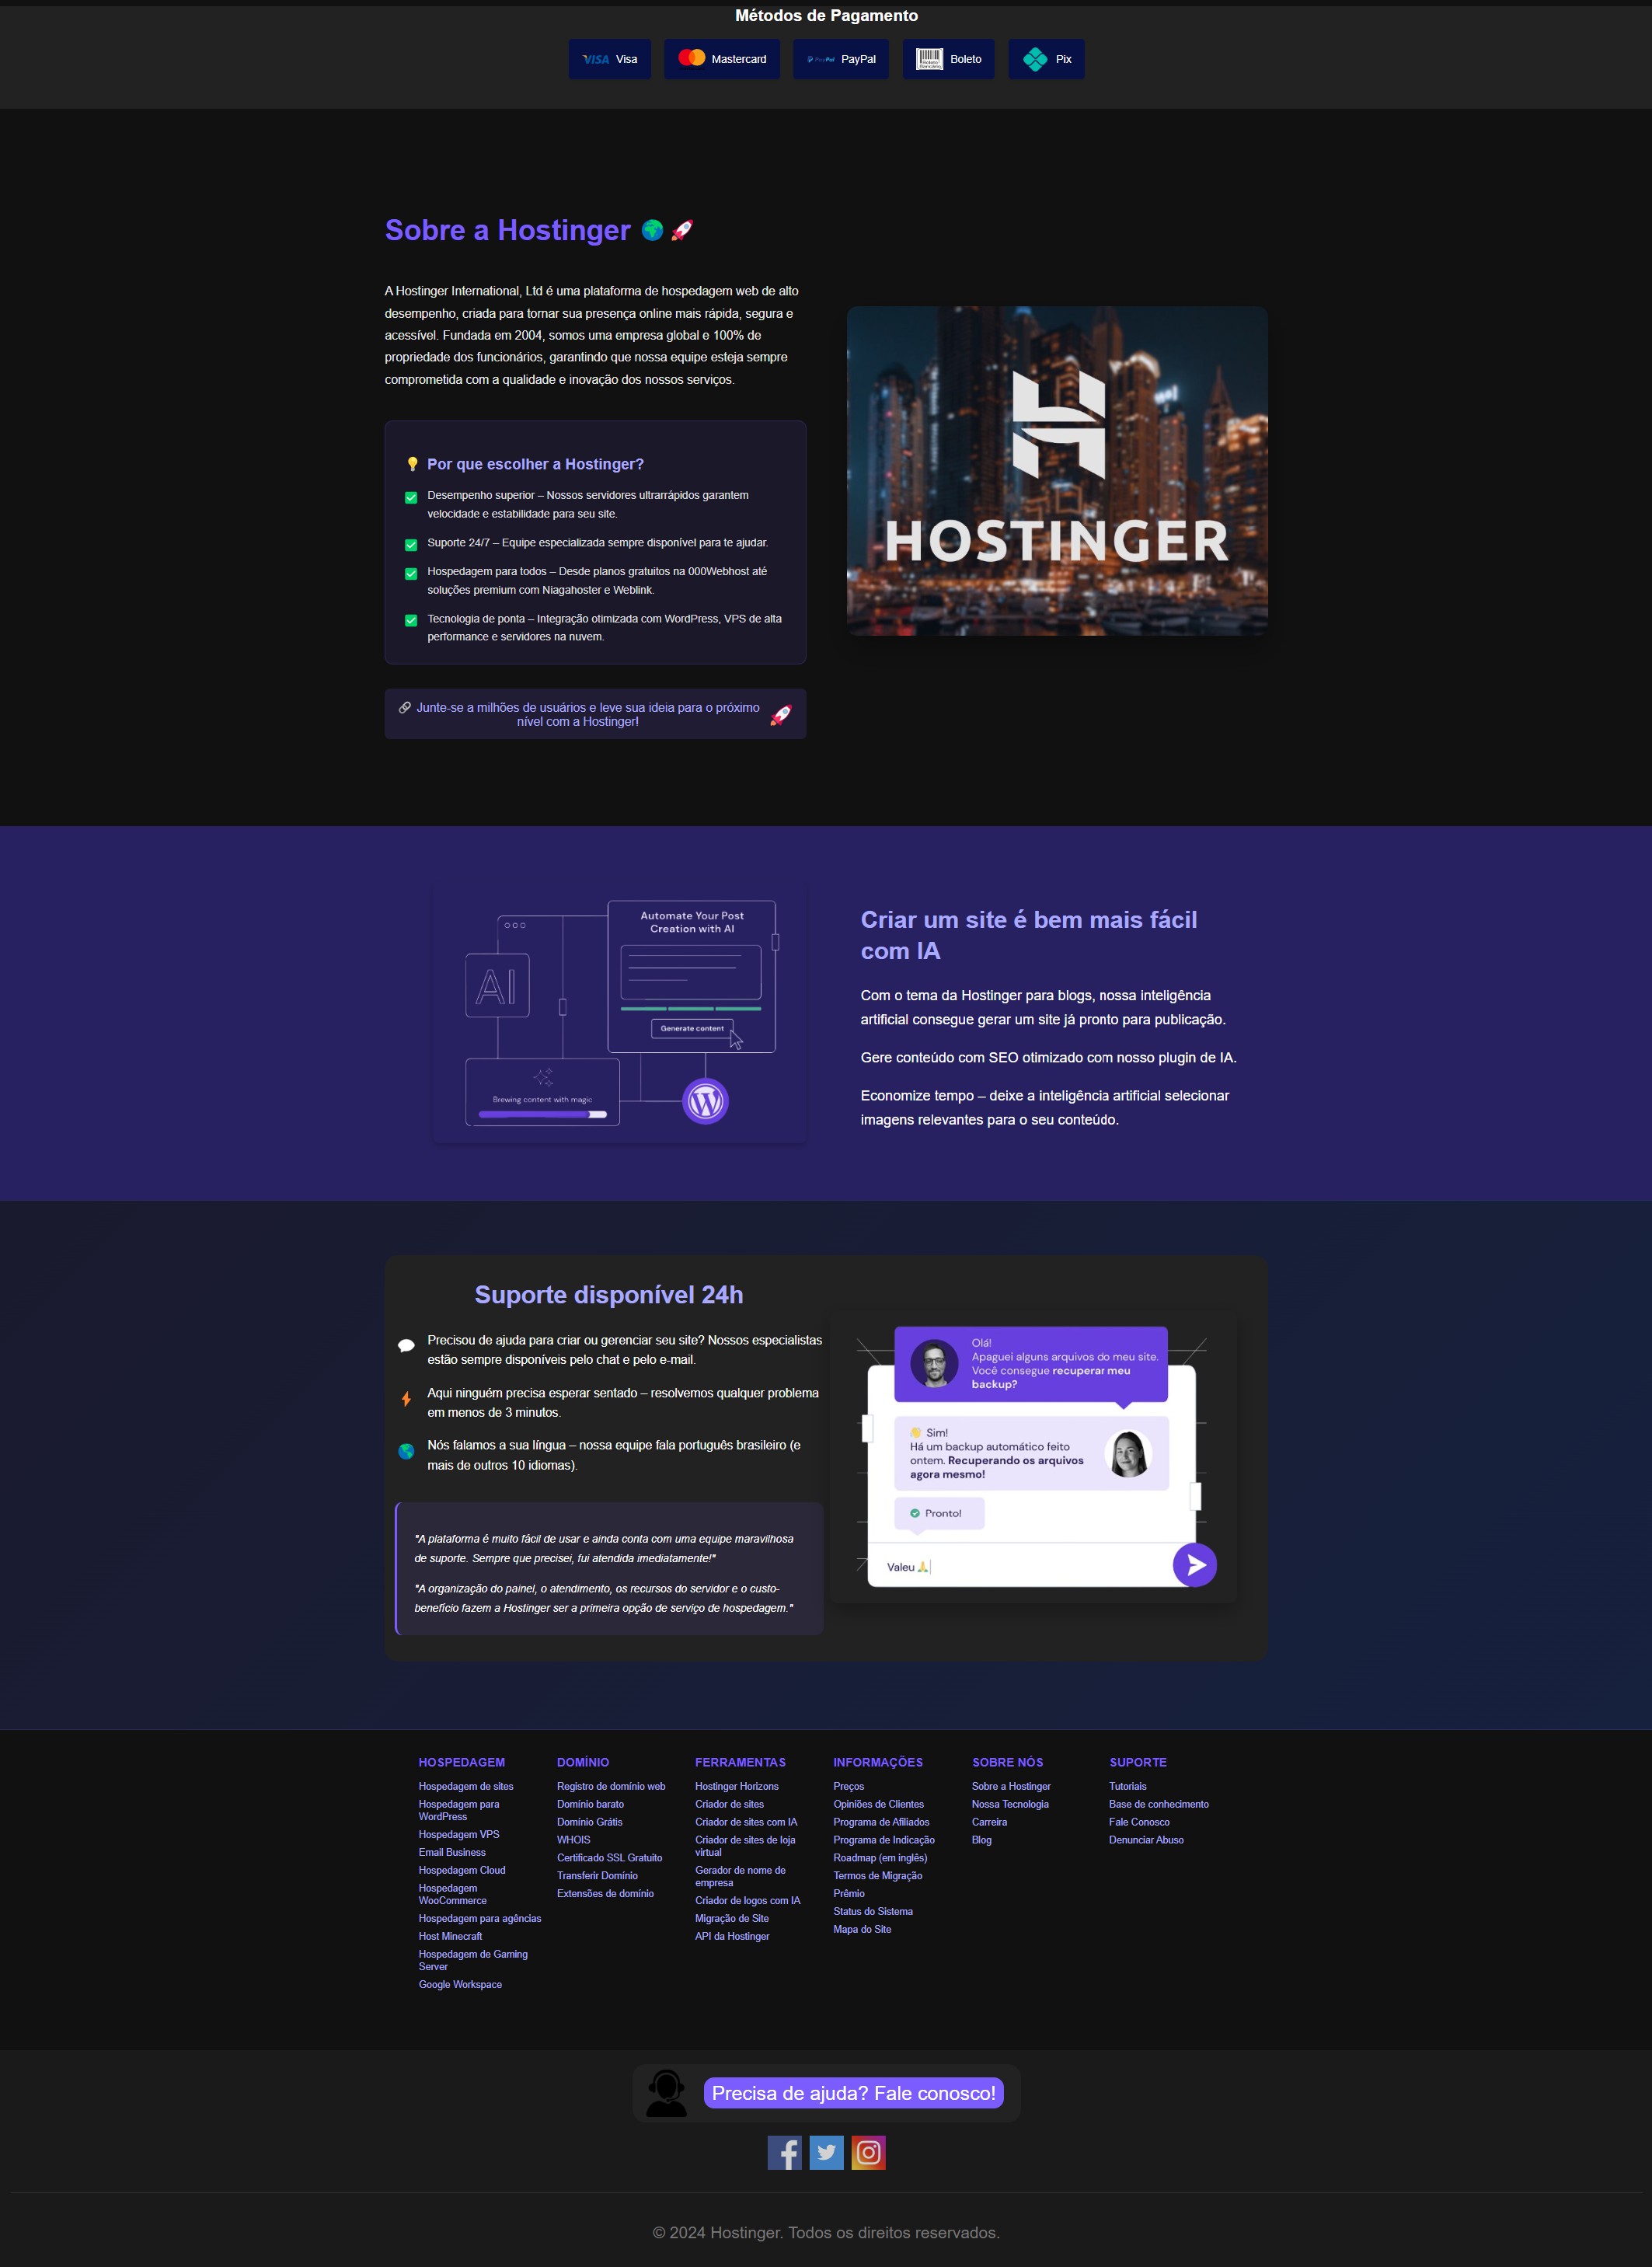 Métodos de Pagamento
VISA Visa
Mastercard
PayPal PayPal
Boleto Bancário Boleto
Pix
Sobre a Hostinger 🌍 🚀
A Hostinger International, Ltd é uma plataforma de hospedagem web de alto
desempenho, criada para tornar sua presença online mais rápida, segura e
acessível. Fundada em 2004, somos uma empresa global e 100% de
propriedade dos funcionários, garantindo que nossa equipe esteja sempre
comprometida com a qualidade e inovação dos nossos serviços.
💡 Por que escolher a Hostinger?
✅ Desempenho superior – Nossos servidores ultrarrápidos garantem
velocidade e estabilidade para seu site.
✅ Suporte 24/7 – Equipe especializada sempre disponível para te ajudar.
✅ Hospedagem para todos – Desde planos gratuitos na 000Webhost até
soluções premium com Niagahoster e Weblink.
✅ Tecnologia de ponta – Integração otimizada com WordPress, VPS de alta
performance e servidores na nuvem.
🔗 Junte-se a milhões de usuários e leve sua ideia para o próximo
nível com a Hostinger! 🚀
HOSTINGER
Automate Your Post
Creation with AI
AI
Generate content
Brewing content with magic
Criar um site é bem mais fácil
com IA
Com o tema da Hostinger para blogs, nossa inteligência
artificial consegue gerar um site já pronto para publicação.
Gere conteúdo com SEO otimizado com nosso plugin de IA.
Economize tempo – deixe a inteligência artificial selecionar
imagens relevantes para o seu conteúdo.
Suporte disponível 24h
💬 Precisou de ajuda para criar ou gerenciar seu site? Nossos especialistas
estão sempre disponíveis pelo chat e pelo e-mail.
⚡ Aqui ninguém precisa esperar sentado – resolvemos qualquer problema
em menos de 3 minutos.
🌎 Nós falamos a sua língua – nossa equipe fala português brasileiro (e
mais de outros 10 idiomas).
"A plataforma é muito fácil de usar e ainda conta com uma equipe maravilhosa
de suporte. Sempre que precisei, fui atendida imediatamente!"
"A organização do painel, o atendimento, os recursos do servidor e o custo-
benefício fazem a Hostinger ser a primeira opção de serviço de hospedagem."
Olá!
Apaguei alguns arquivos do meu site.
Você consegue recuperar meu
backup?
👋 Sim!
Há um backup automático feito
ontem. Recuperando os arquivos
agora mesmo!
Pronto!
Valeu 🙏
HOSPEDAGEM
Hospedagem de sites
Hospedagem para
WordPress
Hospedagem VPS
Email Business
Hospedagem Cloud
Hospedagem
WooCommerce
Hospedagem para agências
Host Minecraft
Hospedagem de Gaming
Server
Google Workspace
DOMÍNIO
Registro de domínio web
Domínio barato
Domínio Grátis
WHOIS
Certificado SSL Gratuito
Transferir Domínio
Extensões de domínio
FERRAMENTAS
Hostinger Horizons
Criador de sites
Criador de sites com IA
Criador de sites de loja
virtual
Gerador de nome de
empresa
Criador de logos com IA
Migração de Site
API da Hostinger
INFORMAÇÕES
Preços
Opiniões de Clientes
Programa de Afiliados
Programa de Indicação
Roadmap (em inglês)
Termos de Migração
Prêmio
Status do Sistema
Mapa do Site
SOBRE NÓS
Sobre a Hostinger
Nossa Tecnologia
Carreira
Blog
SUPORTE
Tutoriais
Base de conhecimento
Fale Conosco
Denunciar Abuso
Precisa de ajuda? Fale conosco!
© 2024 Hostinger. Todos os direitos reservados.